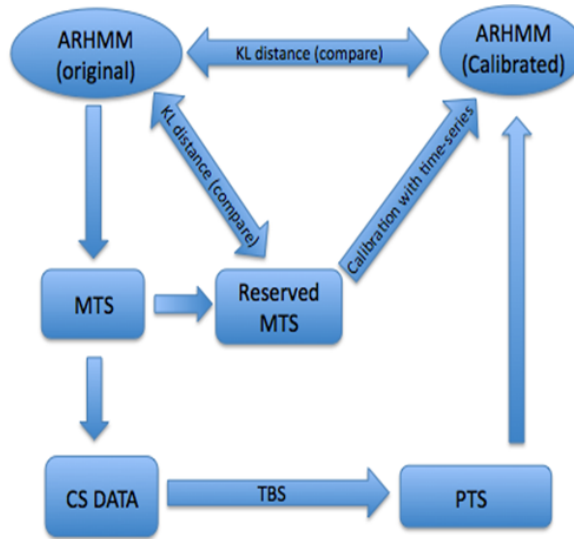 ARHMM
(original)
KL distance (compare)
ARHMM
(Calibrated)
KL distance (compare)
Calibration with time-series
MTS
Reserved
MTS
CS DATA
TBS
PTS